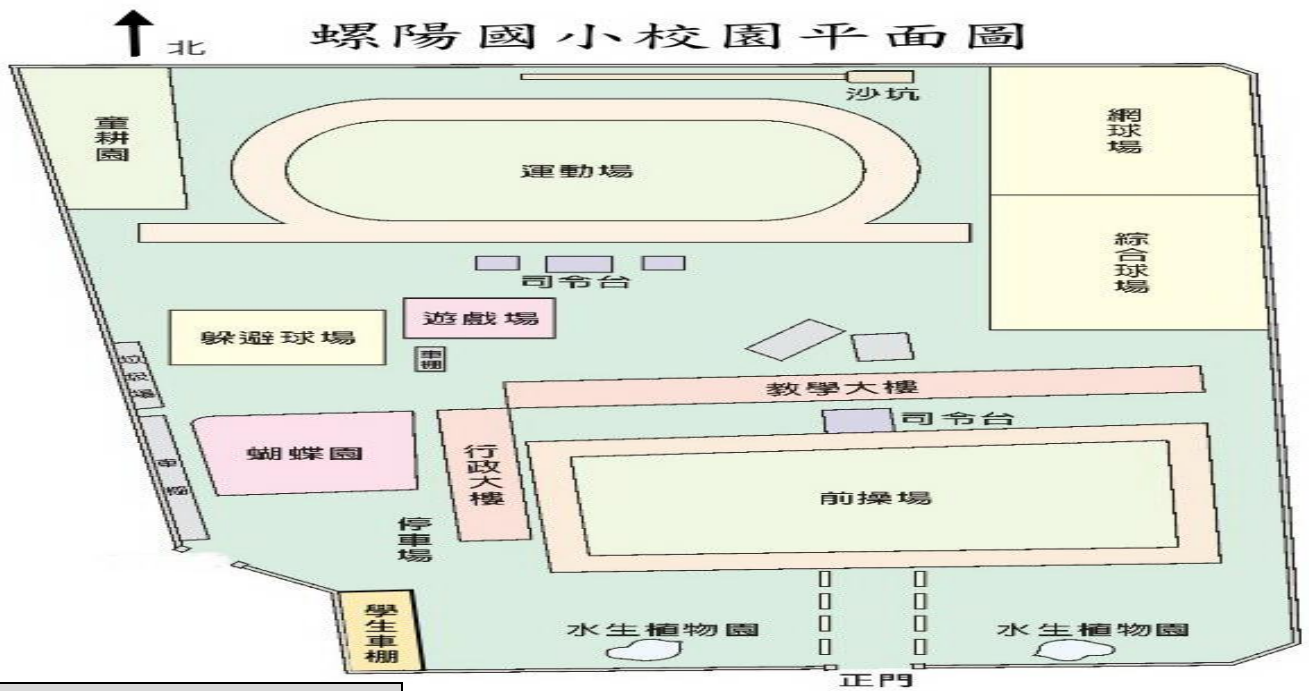 北
螺陽國小校園平面圖
沙坑
童耕園
網球場
運動場
綜合球場
司令台
遊戲場
躲避球場
車棚
教學大樓
司令台
蝴蝶園
行政大樓
前操場
停車場
學生車棚
水生植物園
水生植物園
正門